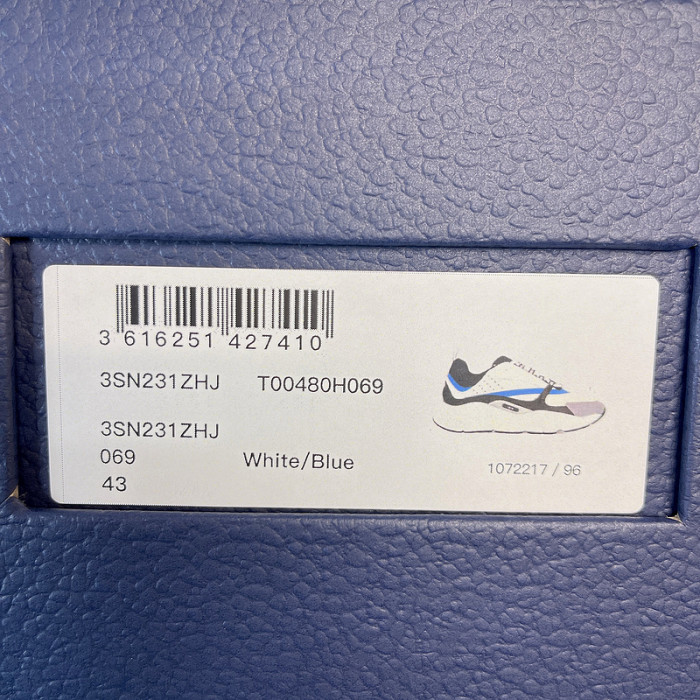 3 616251 427410
3SN231ZHJ T00480H069
3SN231ZHJ
069 White/Blue
43
1072217 / 96